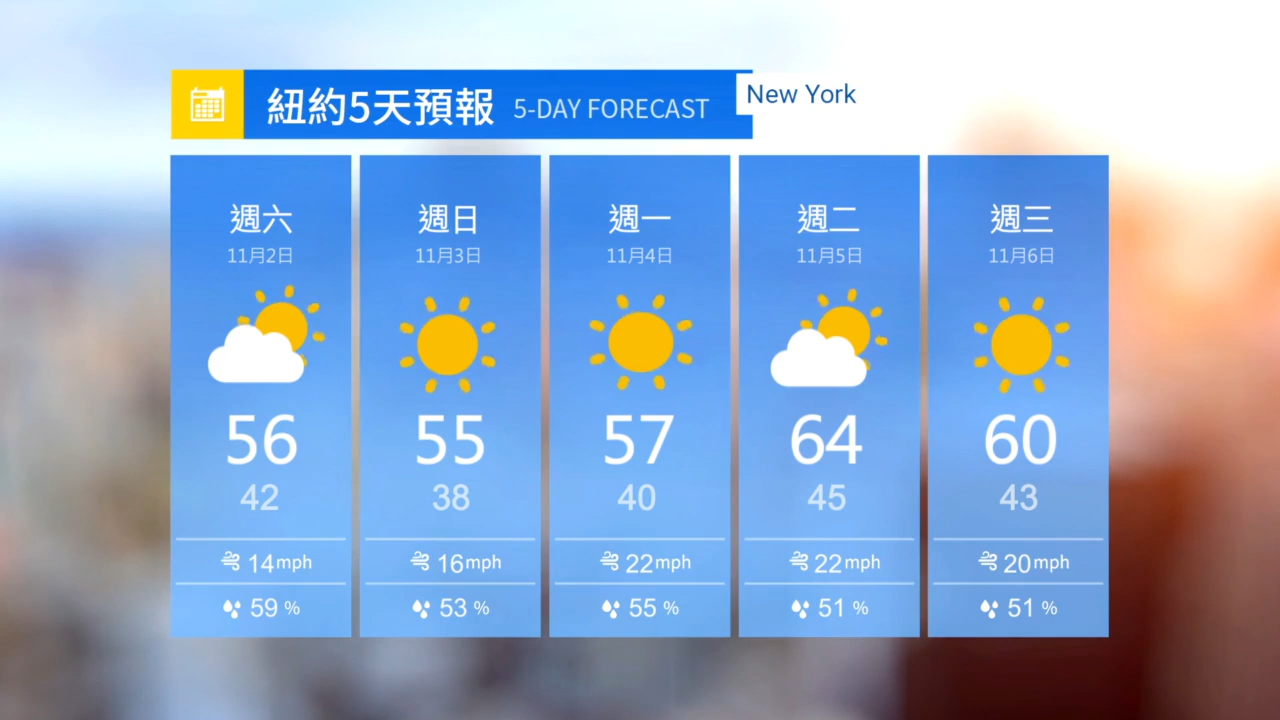 紐約5天預報 5-DAY FORECAST New York
週六 週日 週一 週二 週三
11月2日 11月3日 11月4日 11月5日 11月6日
56 55 57 64 60
42 38 40 45 43
14mph 16mph 22mph 22mph 20mph
59 % 53 % 55 % 51 % 51 %